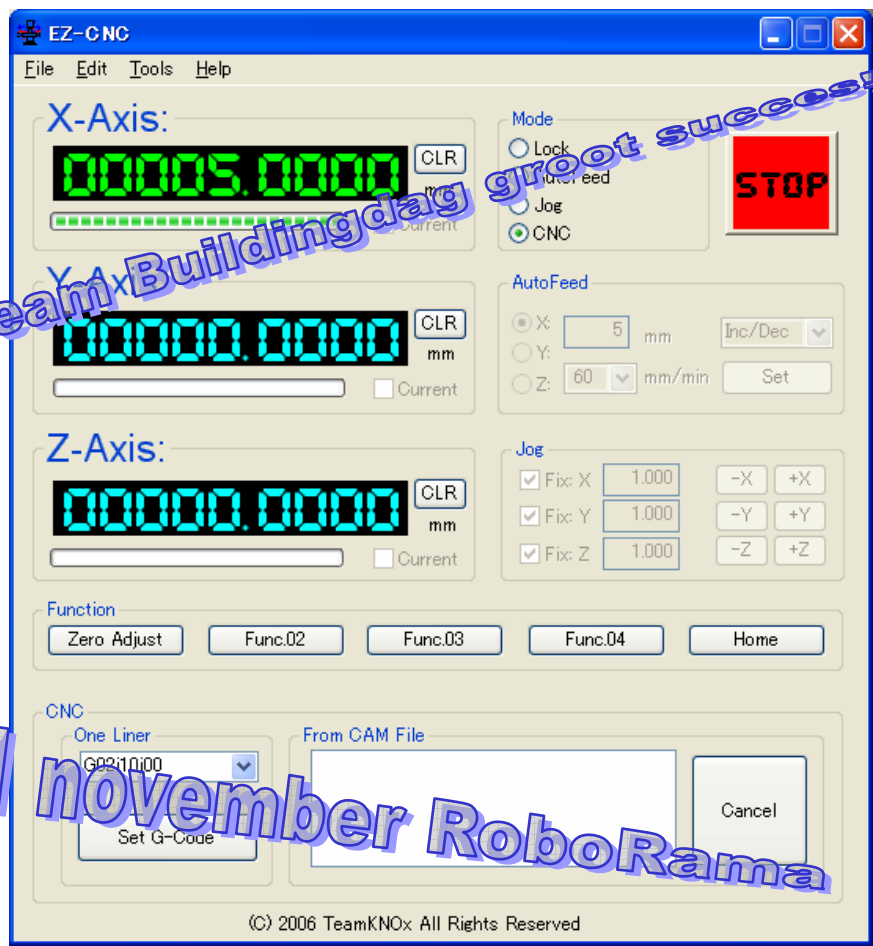 EZ-CNC
File Edit Tools Help
X-Axis:
00005.0000
CLR
mm
Current
Mode
Lock
AutoFeed
Jog
CNC
STOP
eam Buildingdag groot succes!
Y-Axis:
00000.0000
CLR
mm
Current
AutoFeed
X: 5 mm Inc/Dec
Y:
Z: 60 mm/min Set
Z-Axis:
00000.0000
CLR
mm
Current
Jog
Fix: X 1.000 -X +X
Fix: Y 1.000 -Y +Y
Fix: Z 1.000 -Z +Z
Function
Zero Adjust Func.02 Func.03 Func.04 Home
CNC
One Liner
G02i10j00
Set G-Code
From CAM File
Cancel
november RoboRama
(C) 2006 TeamKNOx All Rights Reserved